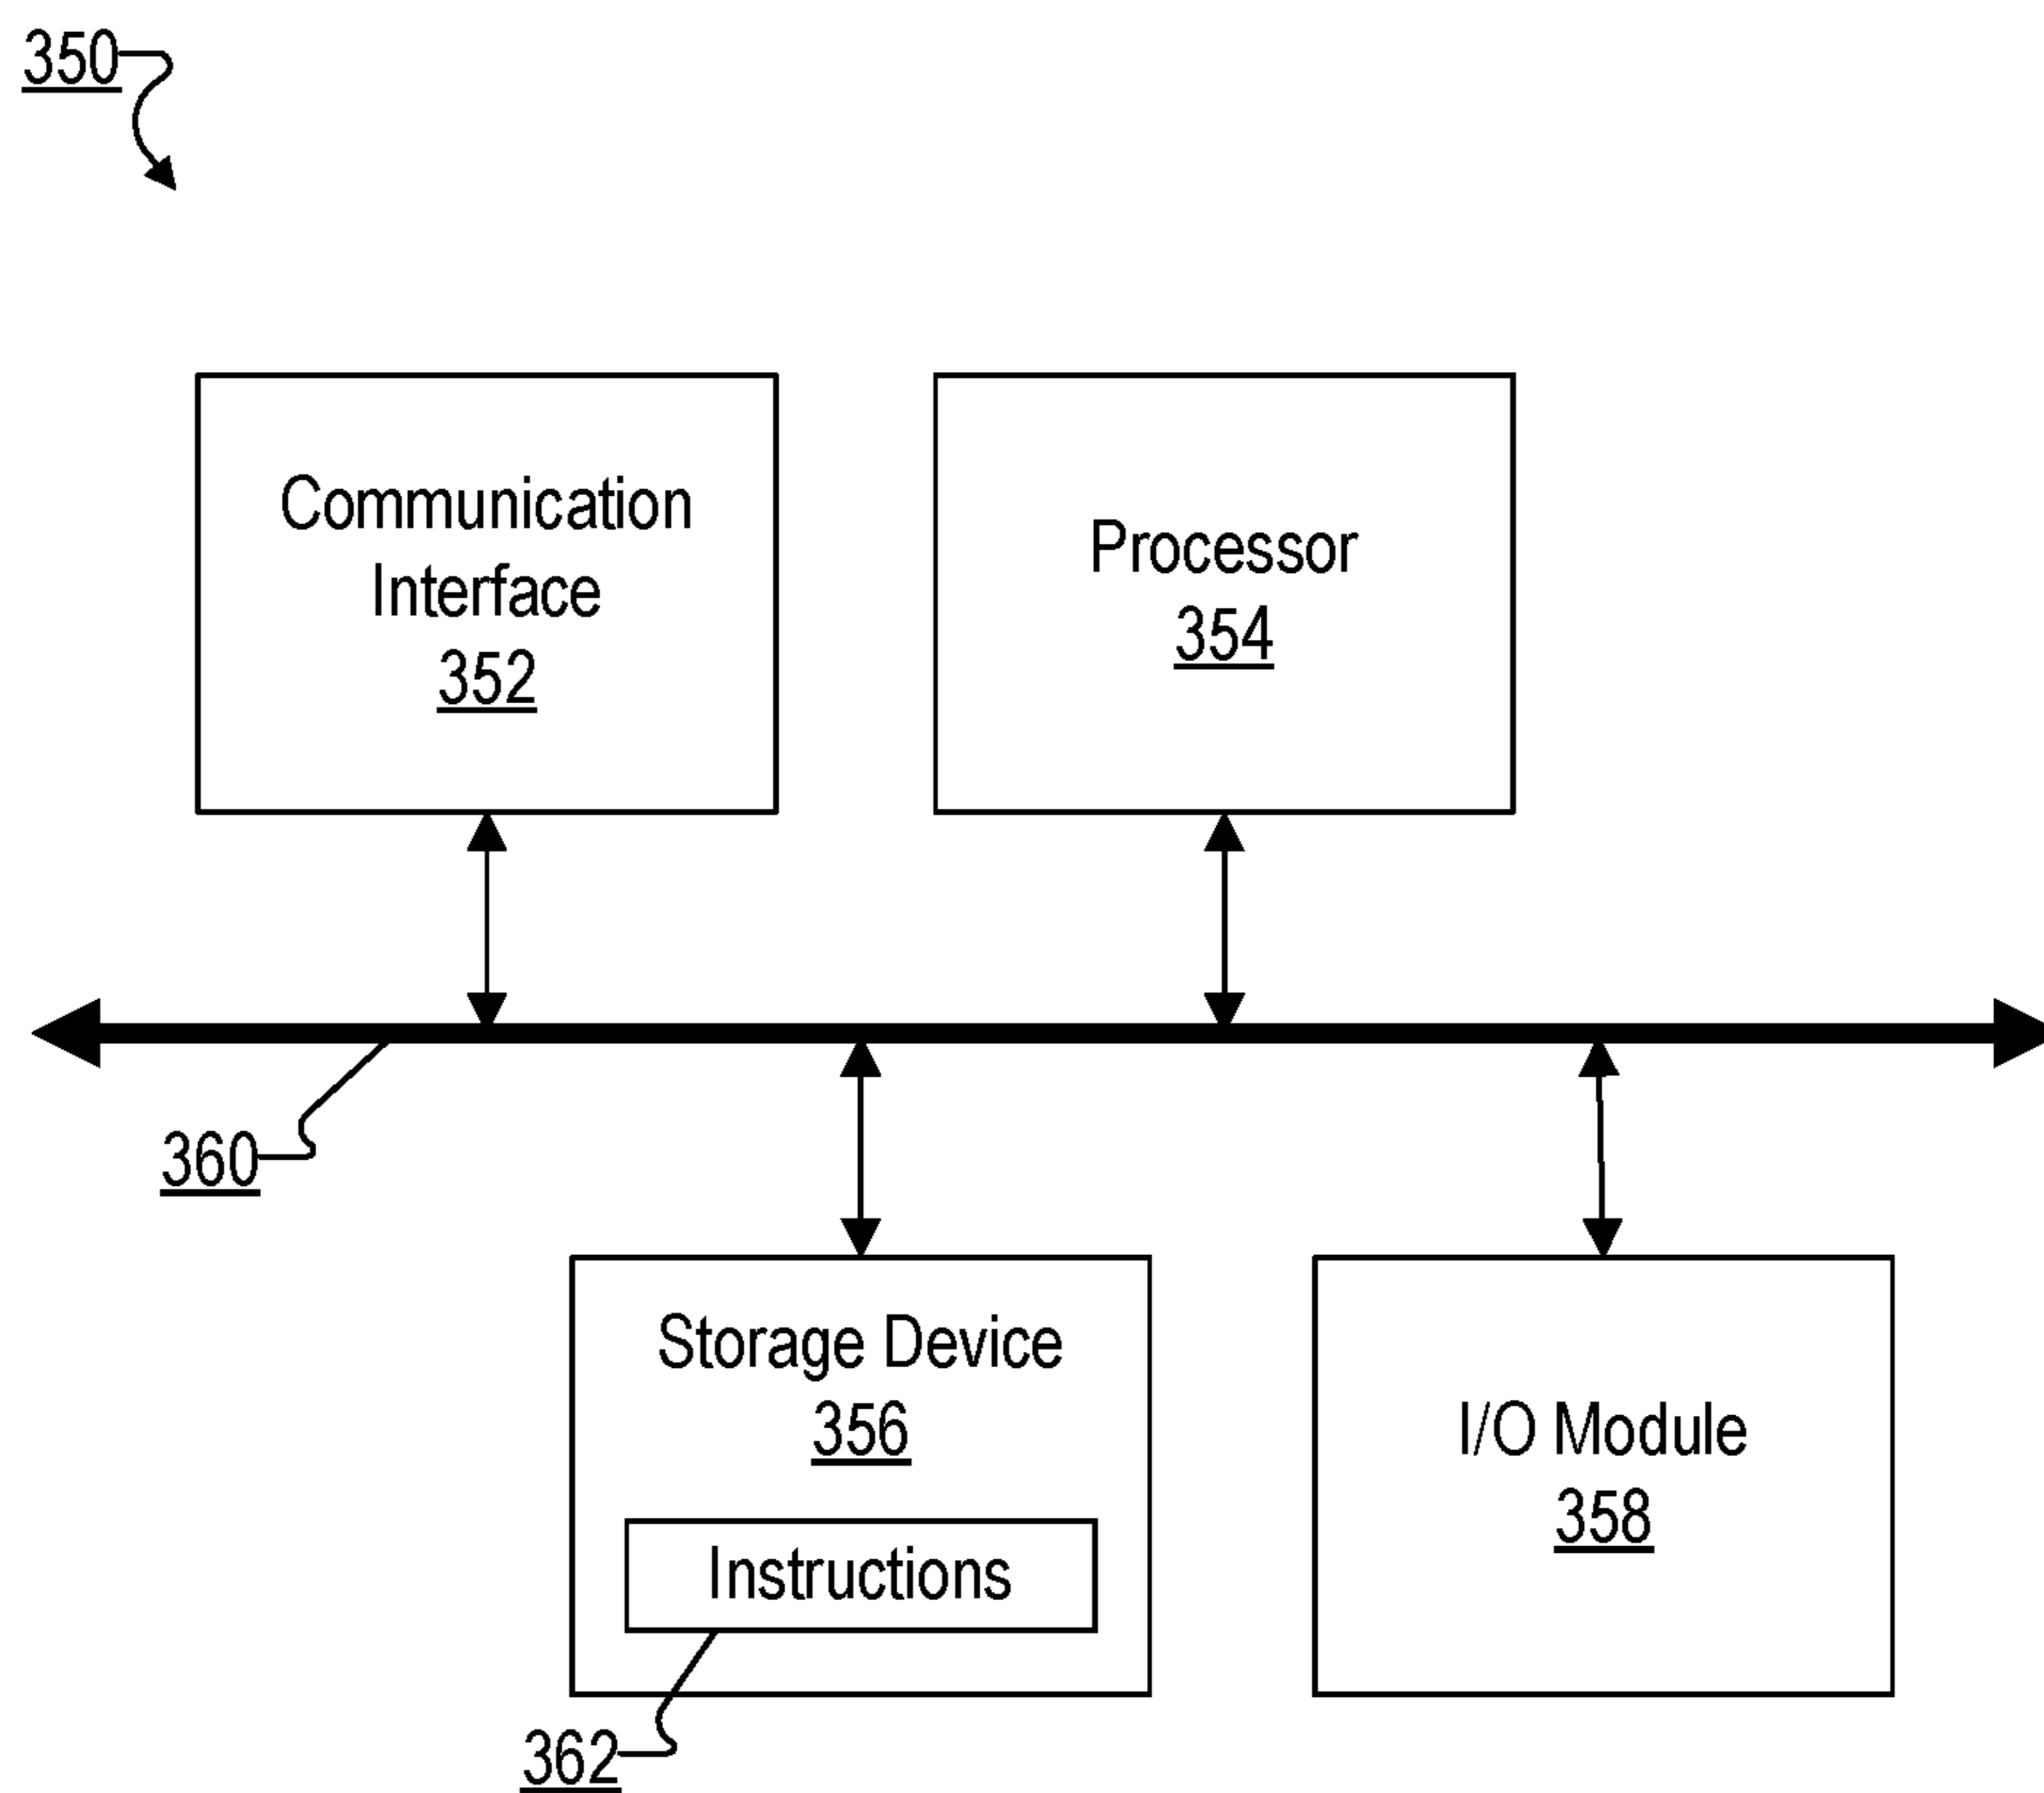 350
Communication
Interface
352
Processor
354
360
Storage Device
356
Instructions
362
I/O Module
358